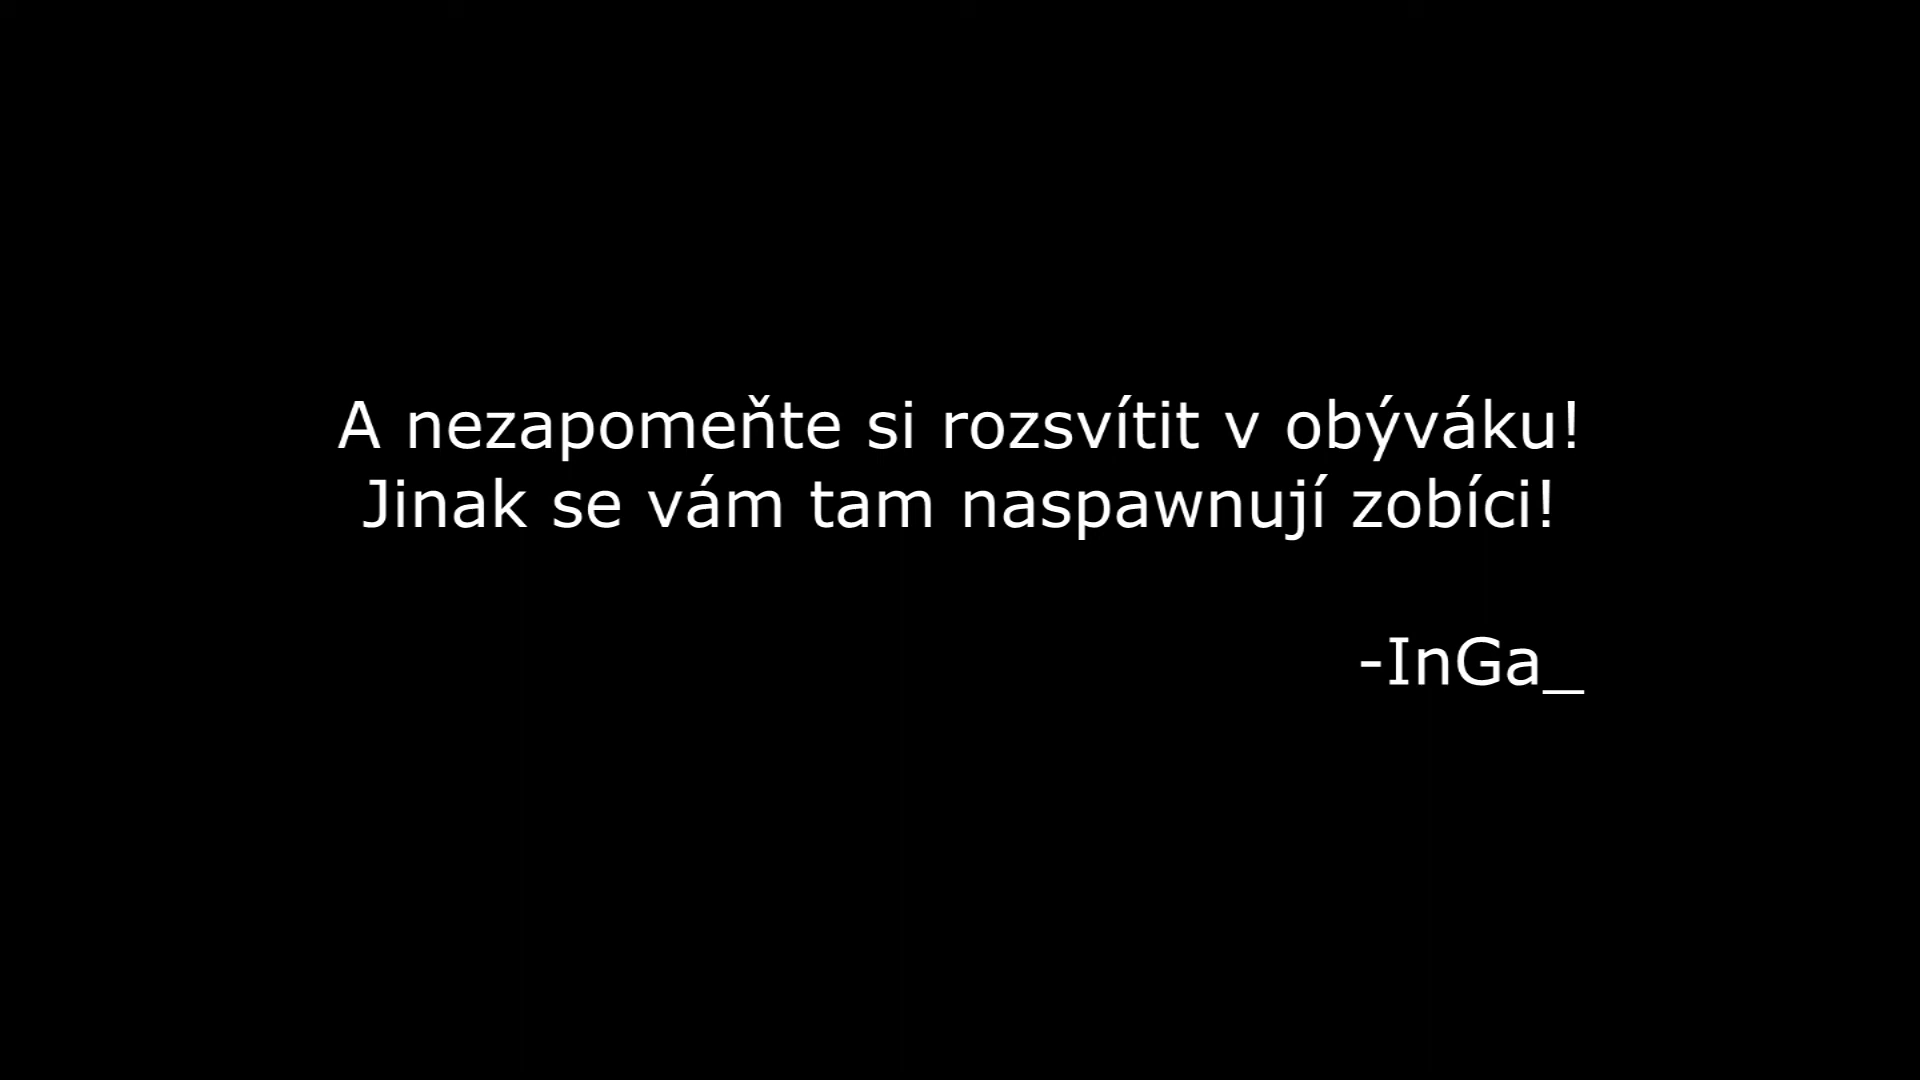 A nezapomeňte si rozsvítit v obýváku!
Jinak se vám tam naspawnují zobíci!
-InGa_